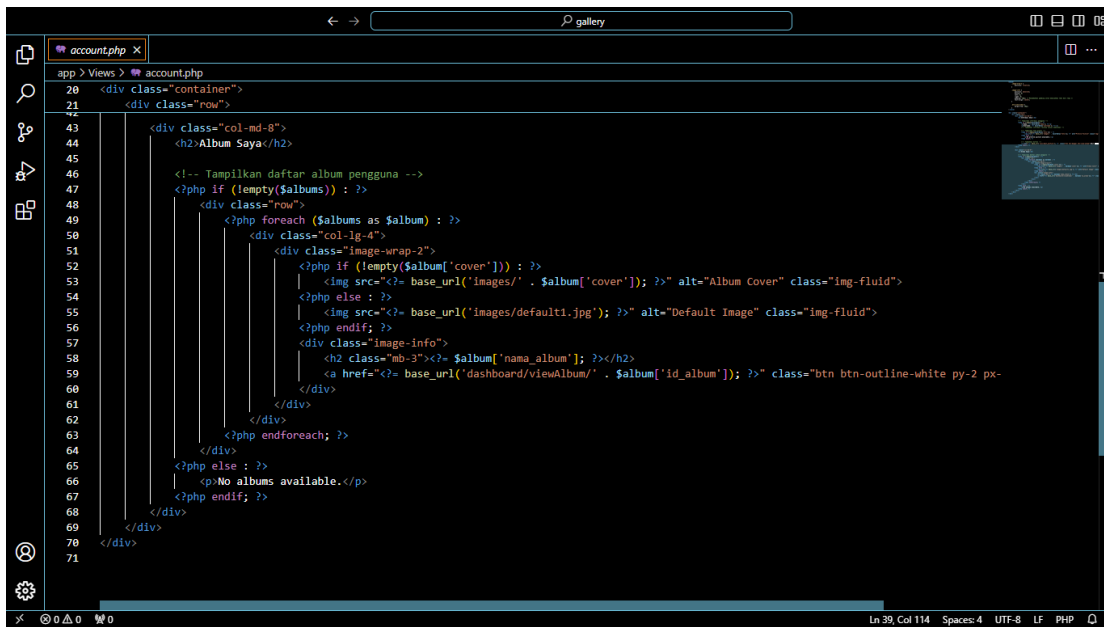 gallery
account.php
app > Views > account.php
20 <div class="container">
21 <div class="row">
42
43 <div class="col-md-8">
44 <h2>Album Saya</h2>
45
46 <!-- Tampilkan daftar album pengguna -->
47 <?php if (!empty($albums)) : ?>
48 <div class="row">
49 <?php foreach ($albums as $album) : ?>
50 <div class="col-lg-4">
51 <div class="image-wrap-2">
52 <?php if (!empty($album['cover'])) : ?>
53 <img src="<?= base_url('images/' . $album['cover']); ?>" alt="Album Cover" class="img-fluid">
54 <?php else : ?>
55 <img src="<?= base_url('images/default1.jpg'); ?>" alt="Default Image" class="img-fluid">
56 <?php endif; ?>
57 <div class="image-info">
58 <h2 class="mb-3"><?= $album['nama_album']; ?></h2>
59 <a href="<?= base_url('dashboard/viewAlbum/' . $album['id_album']); ?>" class="btn btn-outline-white py-2 px-
60 </div>
61 </div>
62 </div>
63 <?php endforeach; ?>
64 </div>
65 <?php else : ?>
66 <p>No albums available.</p>
67 <?php endif; ?>
68 </div>
69 </div>
70 </div>
71
0 0 0 Ln 39, Col 114 Spaces: 4 UTF-8 LF PHP